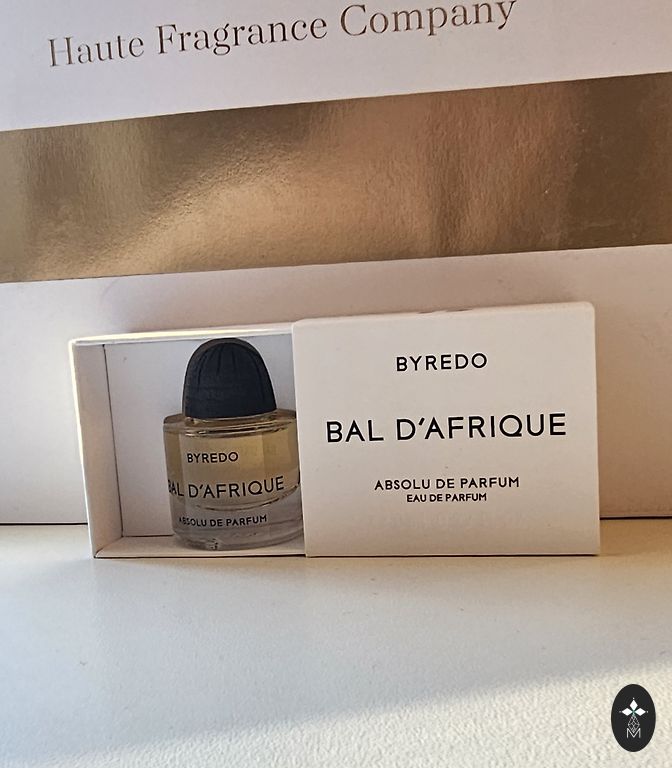 Haute Fragrance Company
BYREDO
BAL D'AFRIQUE
ABSOLU DE PARFUM
EAU DE PARFUM
BYREDO
BAL D'AFRIQUE
ABSOLU DE PARFUM
M